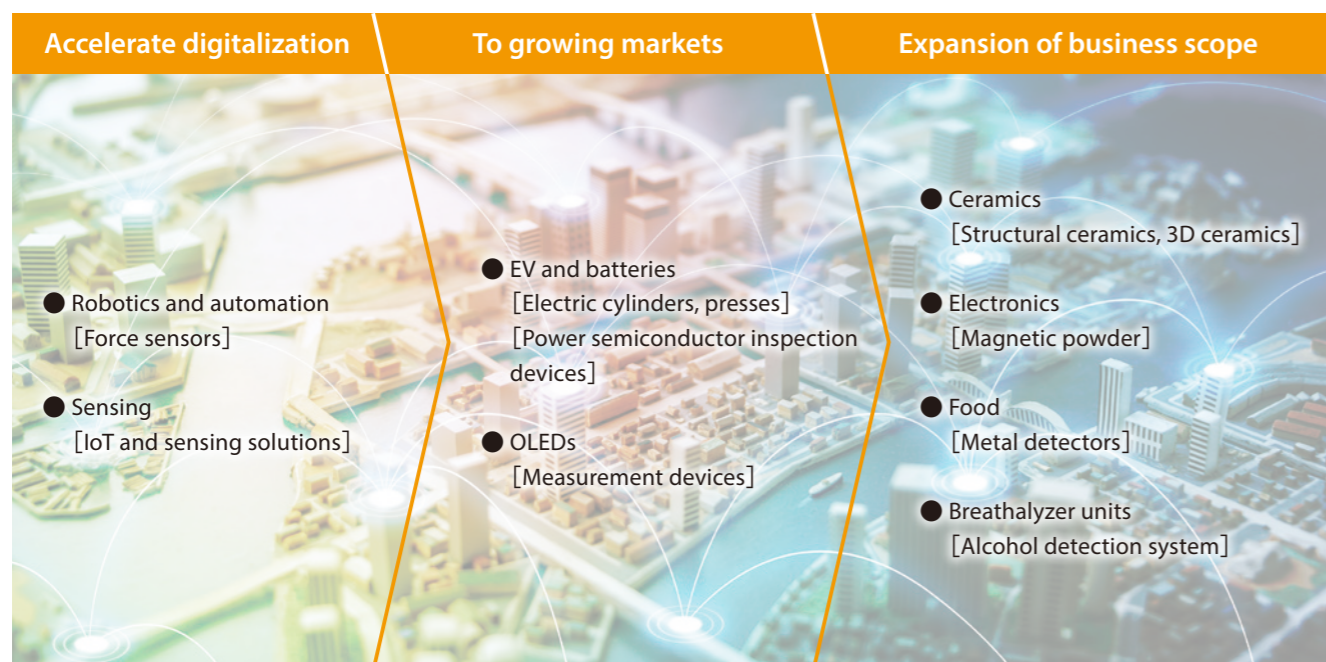 Accelerate digitalization
To growing markets
Expansion of business scope
● Robotics and automation
[Force sensors]
● Sensing
[IoT and sensing solutions]
● EV and batteries
[Electric cylinders, presses]
[Power semiconductor inspection
devices]
● OLEDs
[Measurement devices]
● Ceramics
[Structural ceramics, 3D ceramics]
● Electronics
[Magnetic powder]
● Food
[Metal detectors]
● Breathalyzer units
[Alcohol detection system]